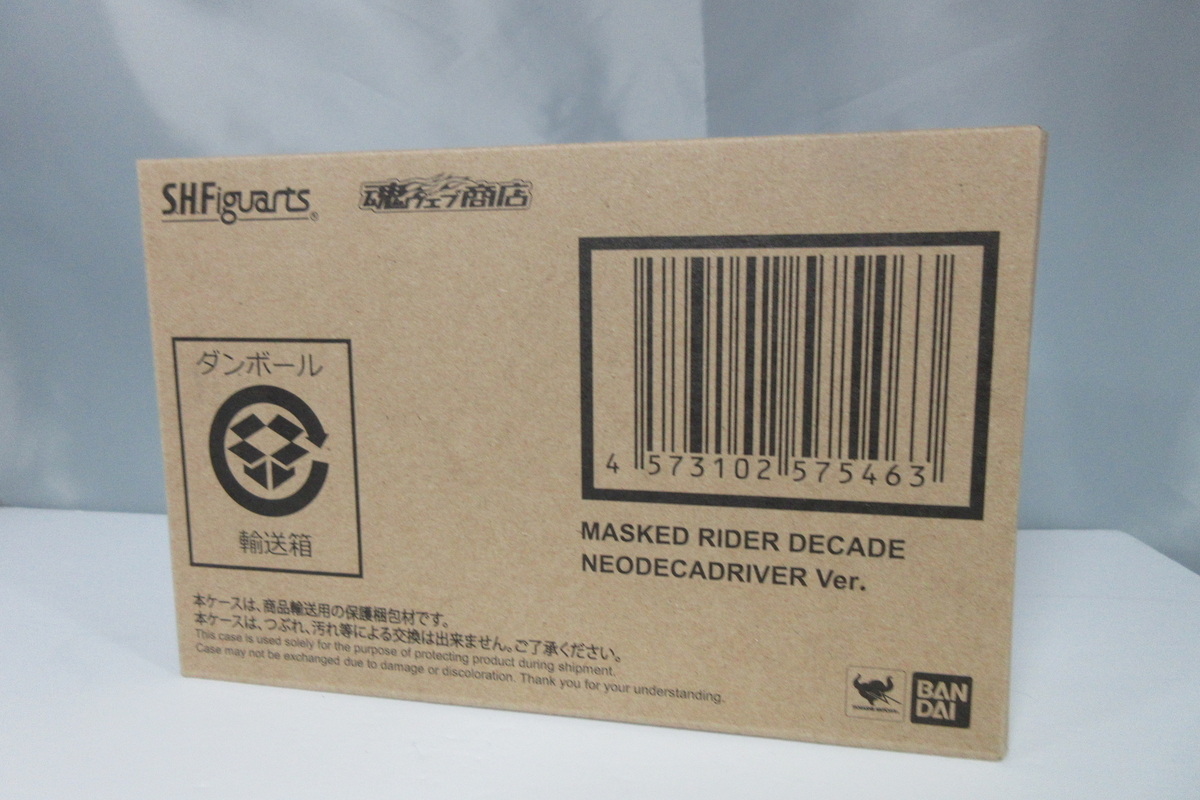 S.H.Figuarts®
魂ウェブ商店
ダンボール
輸送箱
4 573102 575463
MASKED RIDER DECADE
NEODECADRIVER Ver.
本ケースは、商品輸送用の保護梱包材です。
本ケースは、つぶれ、汚れ等による交換は出来ません。ご了承ください。
This case is used solely for the purpose of protecting product during shipment.
Case may not be exchanged due to damage or discoloration. Thank you for your understanding.
BAN
DAI